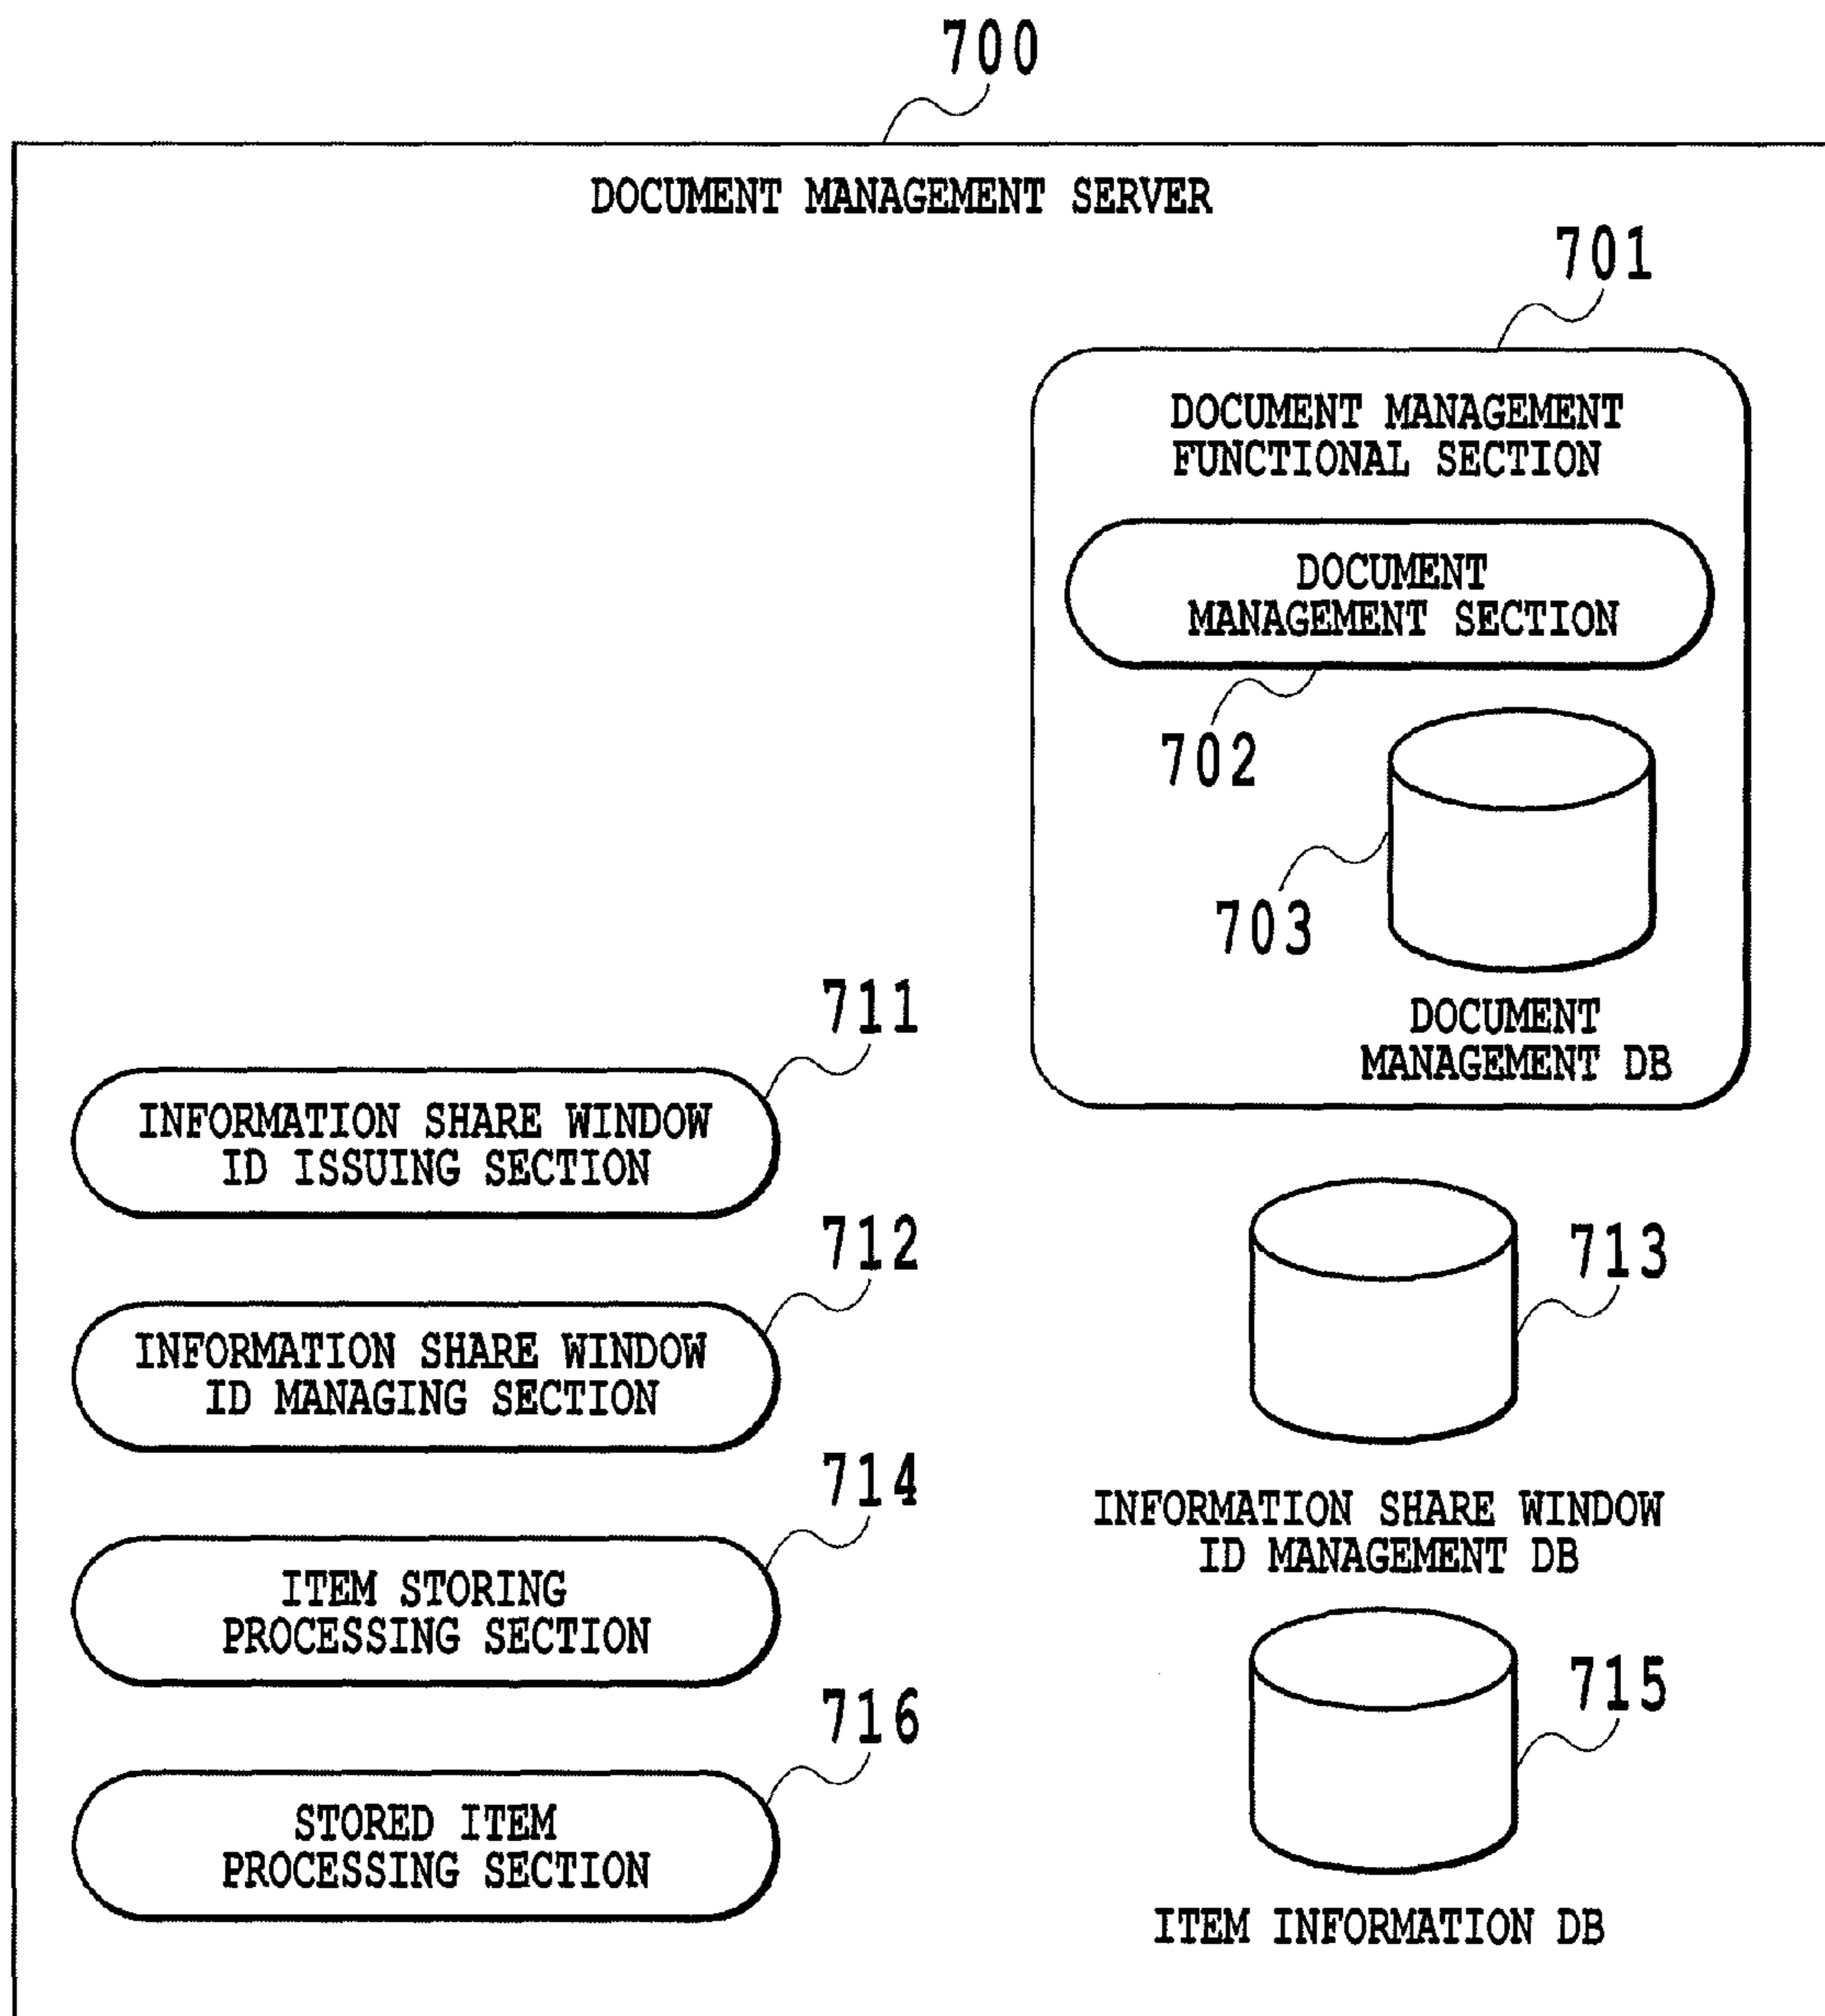 700
DOCUMENT MANAGEMENT SERVER
701
DOCUMENT MANAGEMENT
FUNCTIONAL SECTION
DOCUMENT
MANAGEMENT SECTION
702
703
DOCUMENT
MANAGEMENT DB
711
INFORMATION SHARE WINDOW
ID ISSUING SECTION
712
INFORMATION SHARE WINDOW
ID MANAGING SECTION
713
INFORMATION SHARE WINDOW
ID MANAGEMENT DB
714
ITEM STORING
PROCESSING SECTION
715
ITEM INFORMATION DB
716
STORED ITEM
PROCESSING SECTION